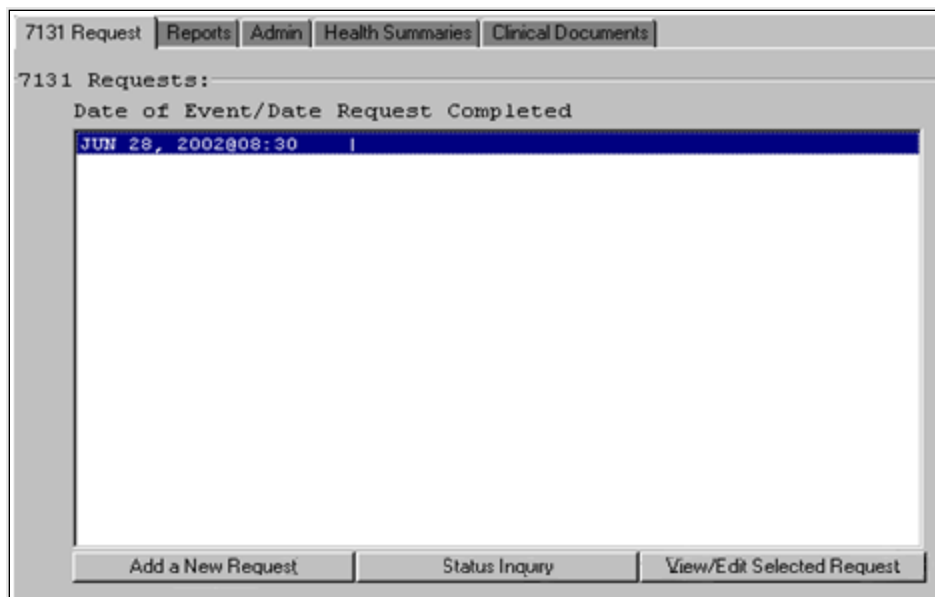 7131 Request Reports Admin Health Summaries Clinical Documents
7131 Requests:
Date of Event/Date Request Completed
JUN 28, 2002@08:30 |
Add a New Request Status Inquiry View/Edit Selected Request